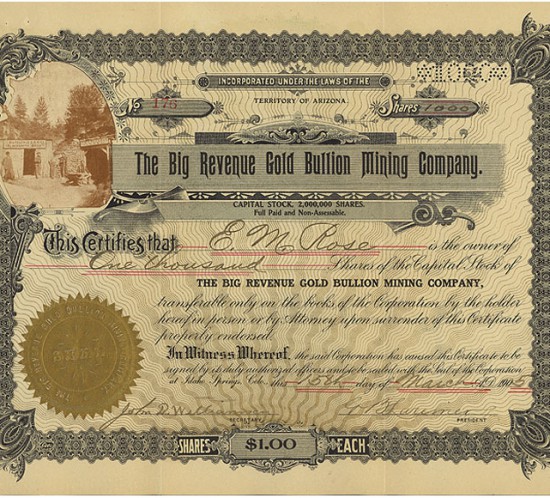 INCORPORATED UNDER THE LAWS OF THE
TERRITORY OF ARIZONA.
No 175
Shares 1000
The Big Revenue Gold Bullion Mining Company.
CAPITAL STOCK, 2,000,000 SHARES.
Full Paid and Non-Assessable.
This Certifies that E. M. Rose is the owner of
One thousand Shares of the Capital Stock of
THE BIG REVENUE GOLD BULLION MINING COMPANY,
transferable only on the books of the Corporation by the holder
hereof in person or by Attorney upon surrender of this Certificate
properly endorsed.
In Witness Whereof, the said Corporation has caused this Certificate to be
signed by its duly authorized officers and to be sealed with the Seal of the Corporation
at Idaho Springs, Colo. this 15th day of March 1905
John D.
SECRETARY
PRESIDENT
SHARES $1.00 EACH